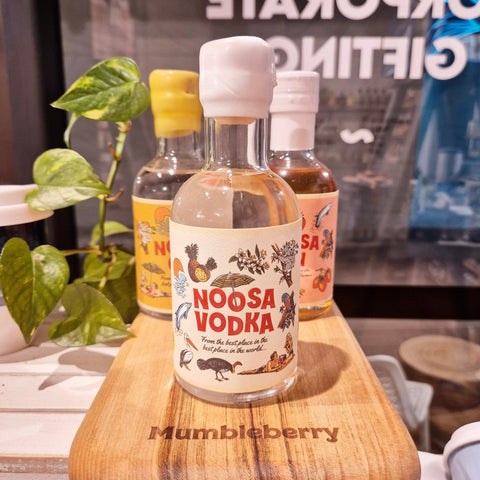 CORPORATE
GIFTING
NOOSA
VODKA
From the best place in the
best place in the world...
Mumbleberry